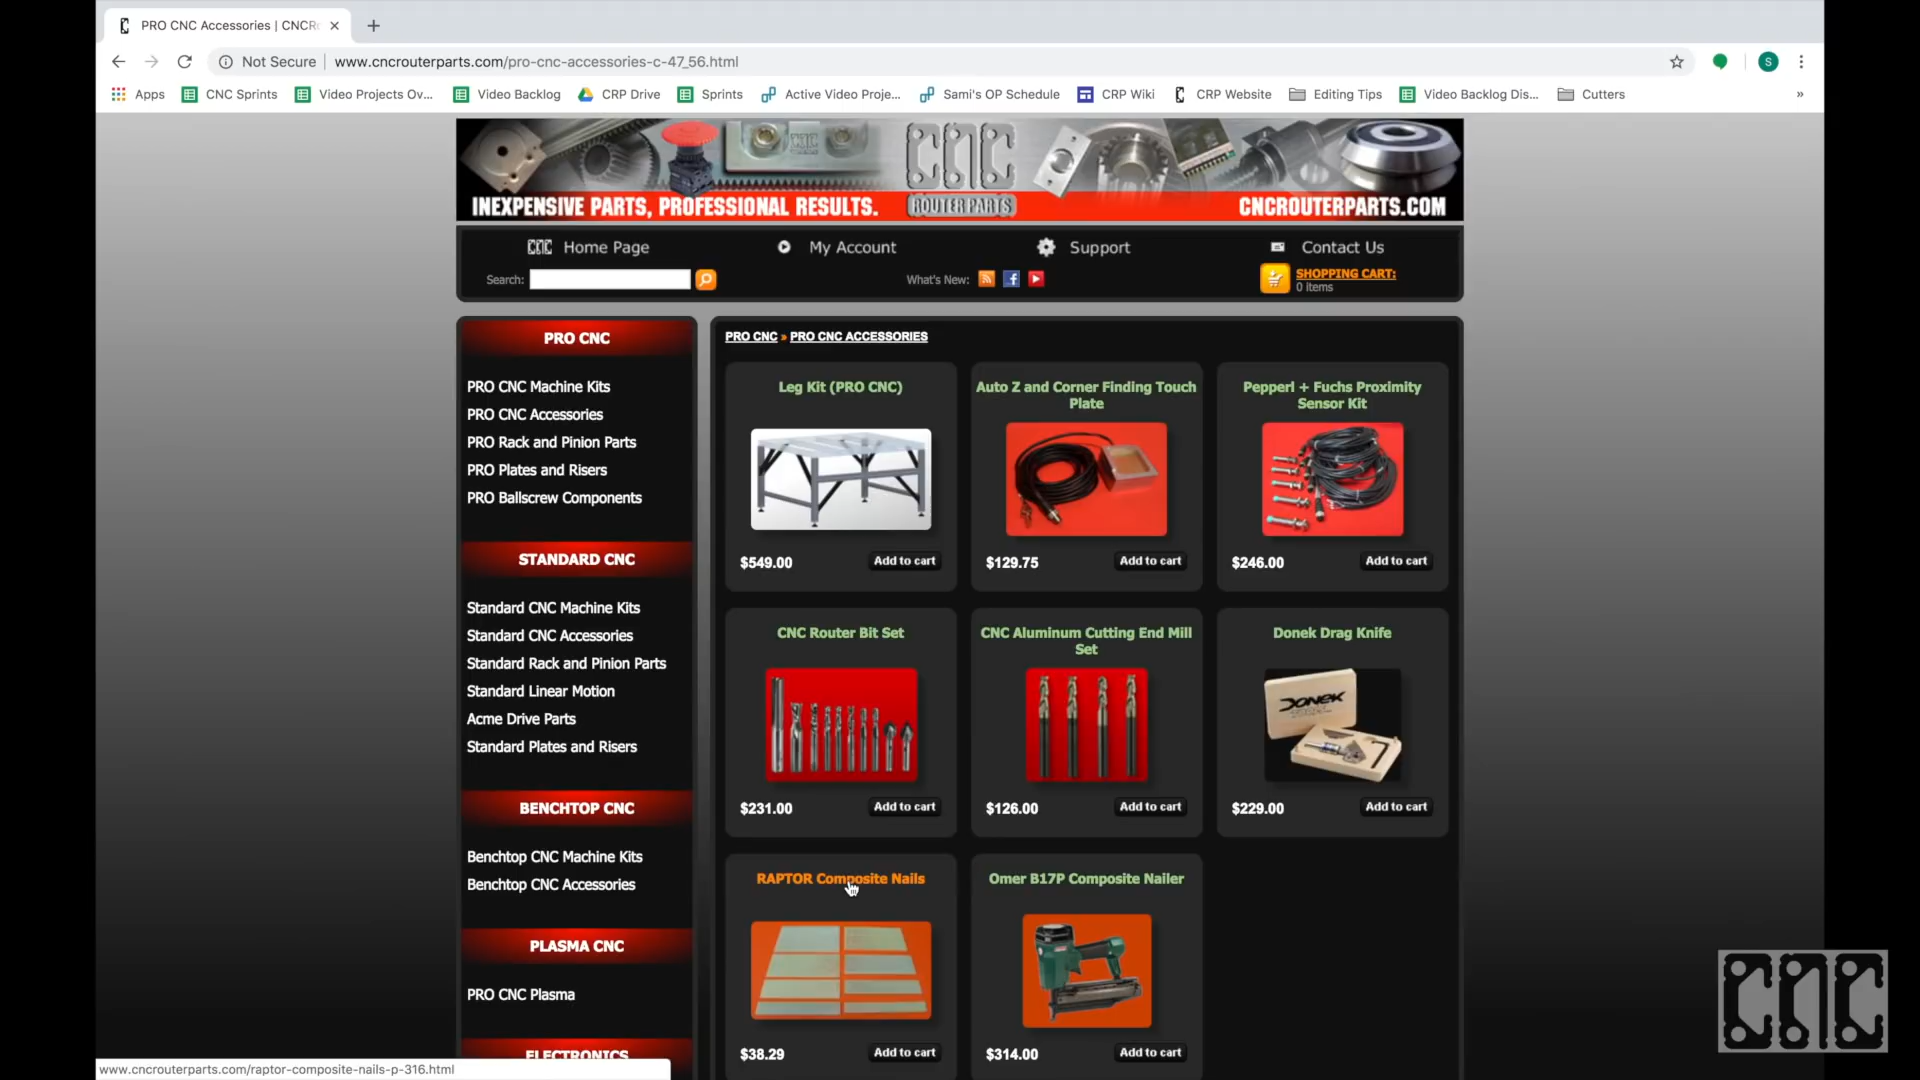 PRO CNC Accessories | CNCRo
Not Secure
www.cncrouterparts.com/pro-cnc-accessories-c-47_56.html
S
Apps
CNC Sprints
Video Projects Ov...
Video Backlog
CRP Drive
Sprints
Active Video Proje...
Sami's OP Schedule
CRP Wiki
CRP Website
Editing Tips
Video Backlog Dis...
Cutters
»
CNC
INEXPENSIVE PARTS, PROFESSIONAL RESULTS.
ROUTER PARTS
CNCROUTERPARTS.COM
CNC Home Page
My Account
Support
Contact Us
Search:
What's New:
SHOPPING CART:
0 items
PRO CNC
PRO CNC Machine Kits
PRO CNC Accessories
PRO Rack and Pinion Parts
PRO Plates and Risers
PRO Ballscrew Components
STANDARD CNC
Standard CNC Machine Kits
Standard CNC Accessories
Standard Rack and Pinion Parts
Standard Linear Motion
Acme Drive Parts
Standard Plates and Risers
BENCHTOP CNC
Benchtop CNC Machine Kits
Benchtop CNC Accessories
PLASMA CNC
PRO CNC Plasma
ELECTRONICS
PRO CNC » PRO CNC ACCESSORIES
Leg Kit (PRO CNC)
$549.00
Add to cart
Auto Z and Corner Finding Touch
Plate
$129.75
Add to cart
Pepperl + Fuchs Proximity
Sensor Kit
$246.00
Add to cart
CNC Router Bit Set
$231.00
Add to cart
CNC Aluminum Cutting End Mill
Set
$126.00
Add to cart
Donek Drag Knife
DONEK
$229.00
Add to cart
RAPTOR Composite Nails
$38.29
Add to cart
Omer B17P Composite Nailer
$314.00
Add to cart
www.cncrouterparts.com/raptor-composite-nails-p-316.html
CNC